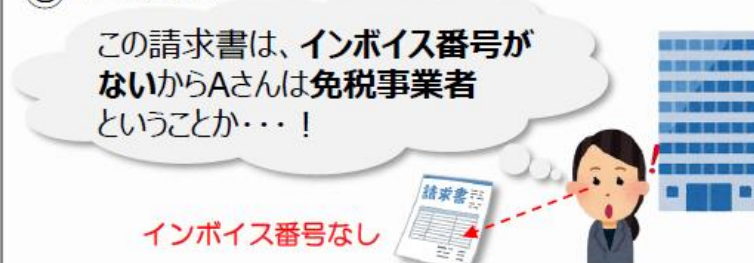 この請求書は、インボイス番号が
ないからAさんは免税事業者
ということか・・・！
請求書
インボイス番号なし